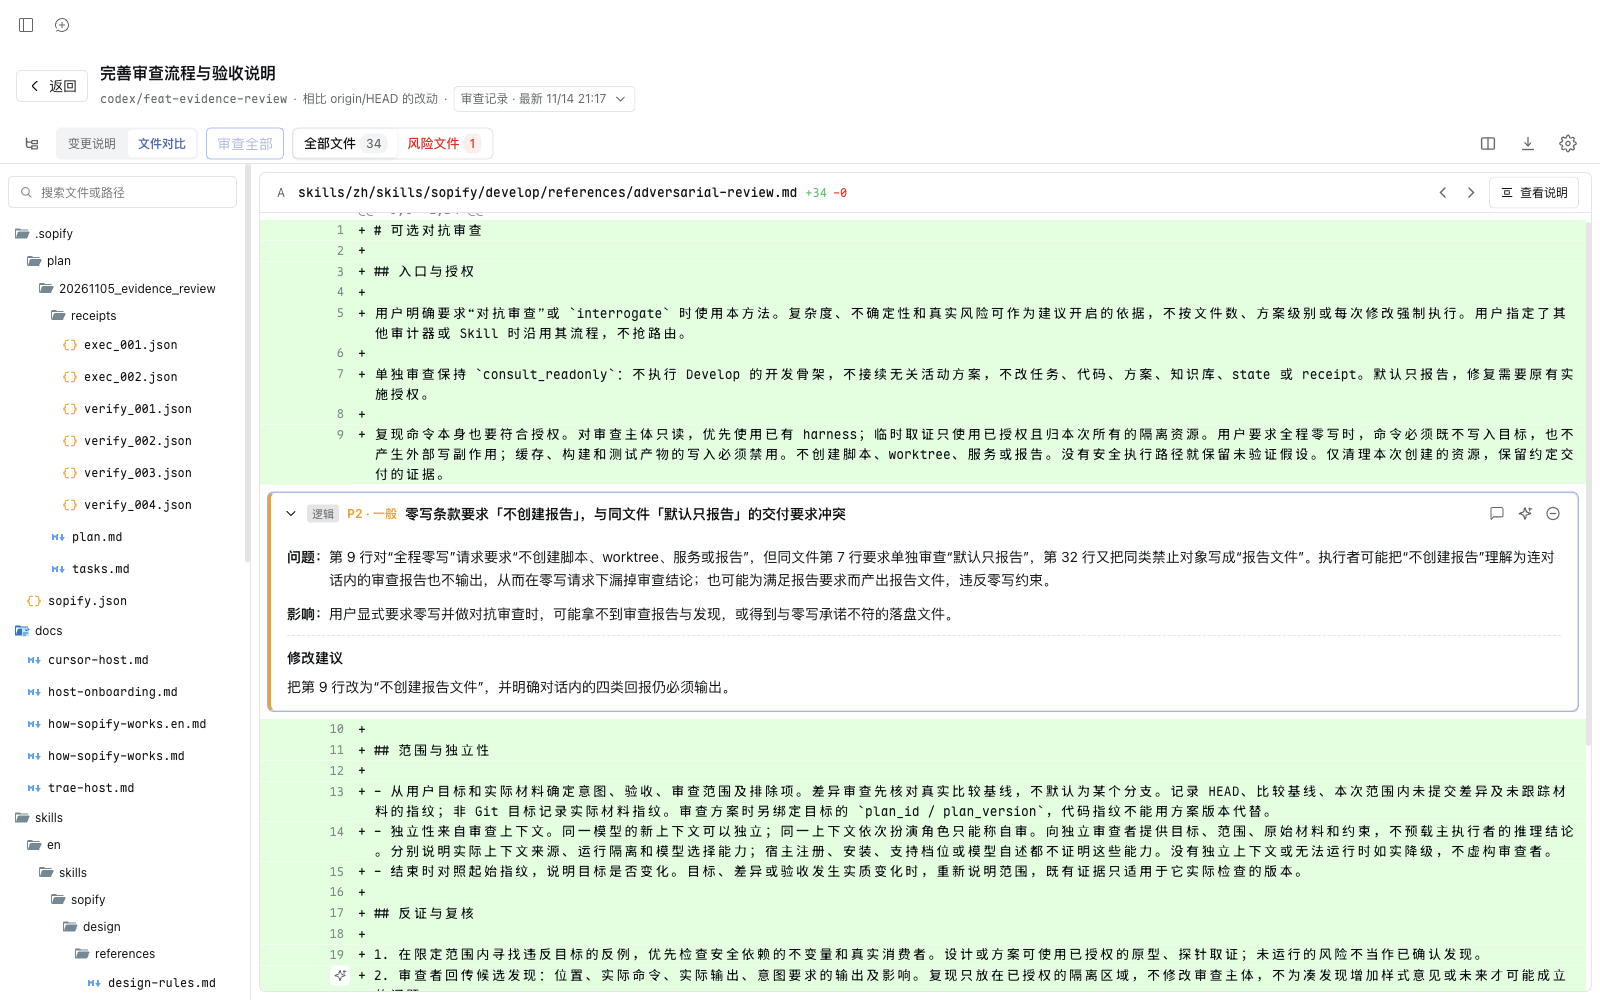 返回
完善审查流程与验收说明
codex/feat-evidence-review · 相比 origin/HEAD 的改动 · 审查记录 · 最新 11/14 21:17
变更说明 文件对比 审查全部 全部文件 34 风险文件 1
搜索文件或路径
.sopify
plan
20261105_evidence_review
receipts
exec_001.json
exec_002.json
verify_001.json
verify_002.json
verify_003.json
verify_004.json
plan.md
tasks.md
sopify.json
docs
cursor-host.md
host-onboarding.md
how-sopify-works.en.md
how-sopify-works.md
trae-host.md
skills
en
skills
sopify
design
references
design-rules.md
A skills/zh/skills/sopify/develop/references/adversarial-review.md +34 -0
查看说明
1 + # 可选对抗审查
2 +
3 + ## 入口与授权
4 +
5 + 用户明确要求“对抗审查”或 `interrogate` 时使用本方法。复杂度、不确定性和真实风险可作为建议开启的依据，不按文件数、方案级别或每次修改强制执行。用户指定了其
他审计器或 Skill 时沿用其流程，不抢路由。
6 +
7 + 单独审查保持 `consult_readonly`：不执行 Develop 的开发骨架，不接续无关活动方案，不改任务、代码、方案、知识库、state 或 receipt。默认只报告，修复需要原有实
施授权。
8 +
9 + 复现命令本身也要符合授权。对审查主体只读，优先使用已有 harness；临时取证只使用已授权且归本次所有的隔离资源。用户要求全程零写时，命令必须既不写入目标，也不
产生外部写副作用；缓存、构建和测试产物的写入必须禁用。不创建脚本、worktree、服务或报告。没有安全执行路径就保留未验证假设。仅清理本次创建的资源，保留约定交
付的证据。
逻辑 P2 · 一般 零写条款要求「不创建报告」，与同文件「默认只报告」的交付要求冲突
问题：第 9 行对“全程零写”请求要求“不创建脚本、worktree、服务或报告”，但同文件第 7 行要求单独审查“默认只报告”，第 32 行又把同类禁止对象写成“报告文件”。执行者可能把“不创建报告”理解为连对
话内的审查报告也不输出，从而在零写请求下漏掉审查结论；也可能为满足报告要求而产出报告文件，违反零写约束。
影响：用户显式要求零写并做对抗审查时，可能拿不到审查报告与发现，或得到与零写承诺不符的落盘文件。
修改建议
把第 9 行改为“不创建报告文件”，并明确对话内的四类回报仍必须输出。
10 +
11 + ## 范围与独立性
12 +
13 + - 从用户目标和实际材料确定意图、验收、审查范围及排除项。差异审查先核对真实比较基线，不默认为某个分支。记录 HEAD、比较基线、本次范围内未提交差异及未跟踪材
料的指纹；非 Git 目标记录实际材料指纹。审查方案时另绑定目标的 `plan_id / plan_version`，代码指纹不能用方案版本代替。
14 + - 独立性来自审查上下文。同一模型的新上下文可以独立；同一上下文依次扮演角色只能称自审。向独立审查者提供目标、范围、原始材料和约束，不预载主执行者的推理结论
。分别说明实际上下文来源、运行隔离和模型选择能力；宿主注册、安装、支持档位或模型自述都不证明这些能力。没有独立上下文或无法运行时如实降级，不虚构审查者。
15 + - 结束时对照起始指纹，说明目标是否变化。目标、差异或验收发生实质变化时，重新说明范围，既有证据只适用于它实际检查的版本。
16 +
17 + ## 反证与复核
18 +
19 + 1. 在限定范围内寻找违反目标的反例，优先检查安全依赖的不变量和真实消费者。设计或方案可使用已授权的原型、探针取证；未运行的风险不当作已确认发现。
+ 2. 审查者回传候选发现：位置、实际命令、实际输出、意图要求的输出及影响。复现只放在已授权的隔离区域，不修改审查主体，不为凑发现增加样式意见或未来才可能成立